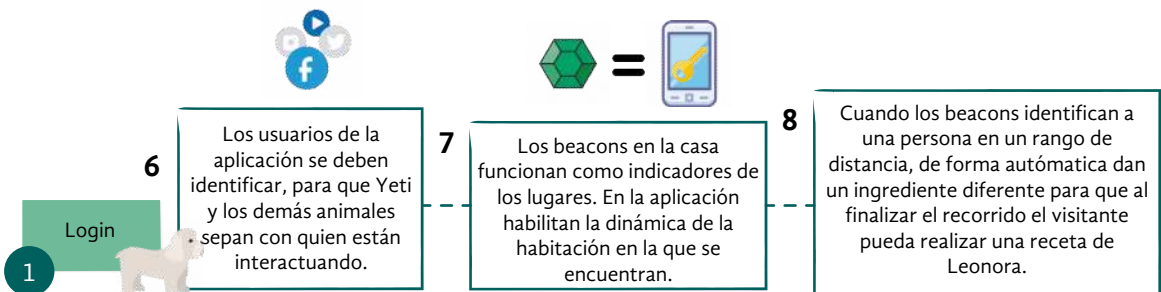 6
Los usuarios de la
aplicación se deben
identificar, para que Yeti
y los demás animales
sepan con quien están
interactuando.
7
Los beacons en la casa
funcionan como indicadores de
los lugares. En la aplicación
habilitan la dinámica de la
habitación en la que se
encuentran.
8
Cuando los beacons identifican a
una persona en un rango de
distancia, de forma autómatica dan
un ingrediente diferente para que al
finalizar el recorrido el visitante
pueda realizar una receta de
Leonora.
Login
1